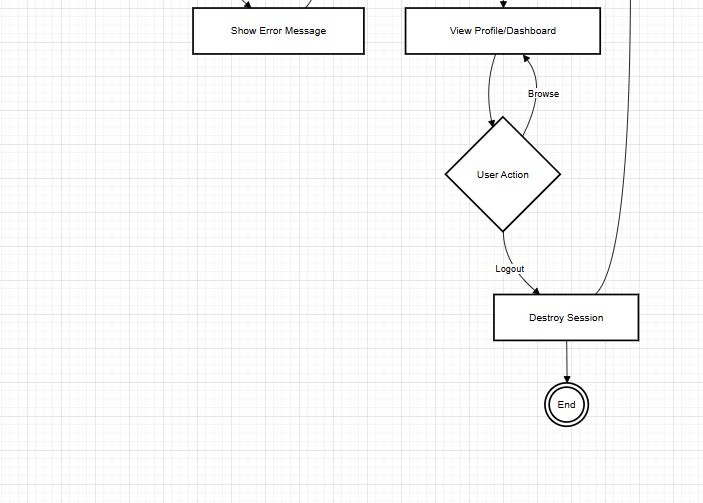 Show Error Message
View Profile/Dashboard
Browse
User Action
Logout
Destroy Session
End